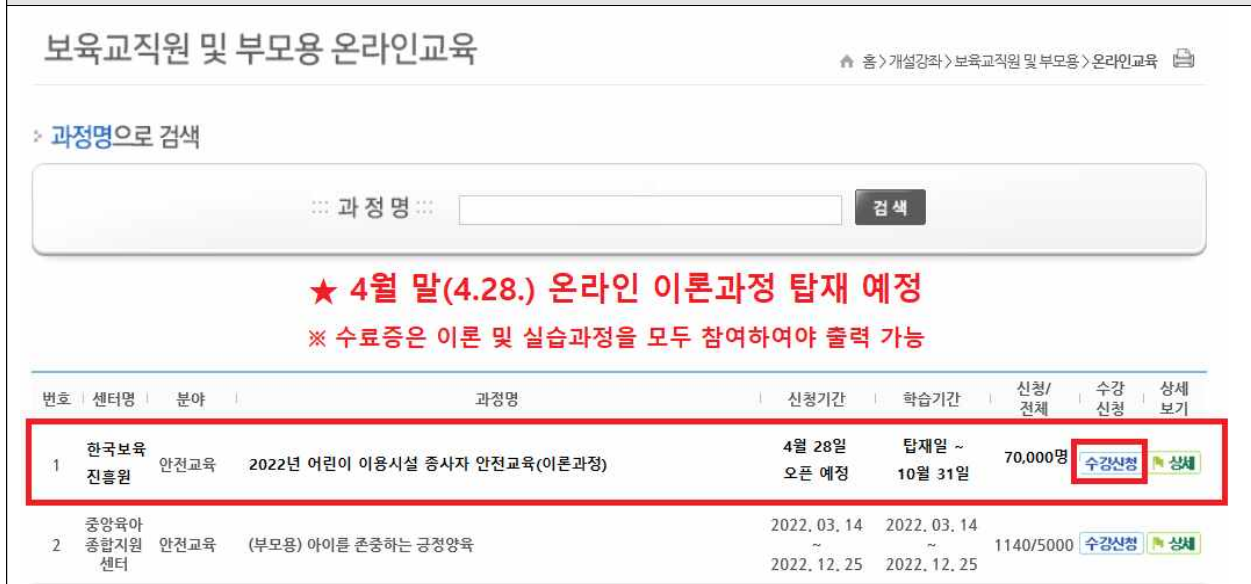 보육교직원 및 부모용 온라인교육
홈 > 개설강좌 > 보육교직원 및 부모용 > 온라인교육
과정명으로 검색
과 정 명
검색
★ 4월 말(4.28.) 온라인 이론과정 탑재 예정
※ 수료증은 이론 및 실습과정을 모두 참여하여야 출력 가능
번호 센터명 분야 과정명 신청기간 학습기간 신청/전체 수강신청 상세보기
1 한국보육진흥원 안전교육 2022년 어린이 이용시설 종사자 안전교육(이론과정) 4월 28일 오픈 예정 탑재일 ~ 10월 31일 70,000명 수강신청 상세
2 중앙육아종합지원센터 안전교육 (부모용) 아이를 존중하는 긍정양육 2022. 03. 14 ~ 2022. 12. 25 2022. 03. 14 ~ 2022. 12. 25 1140/5000 수강신청 상세